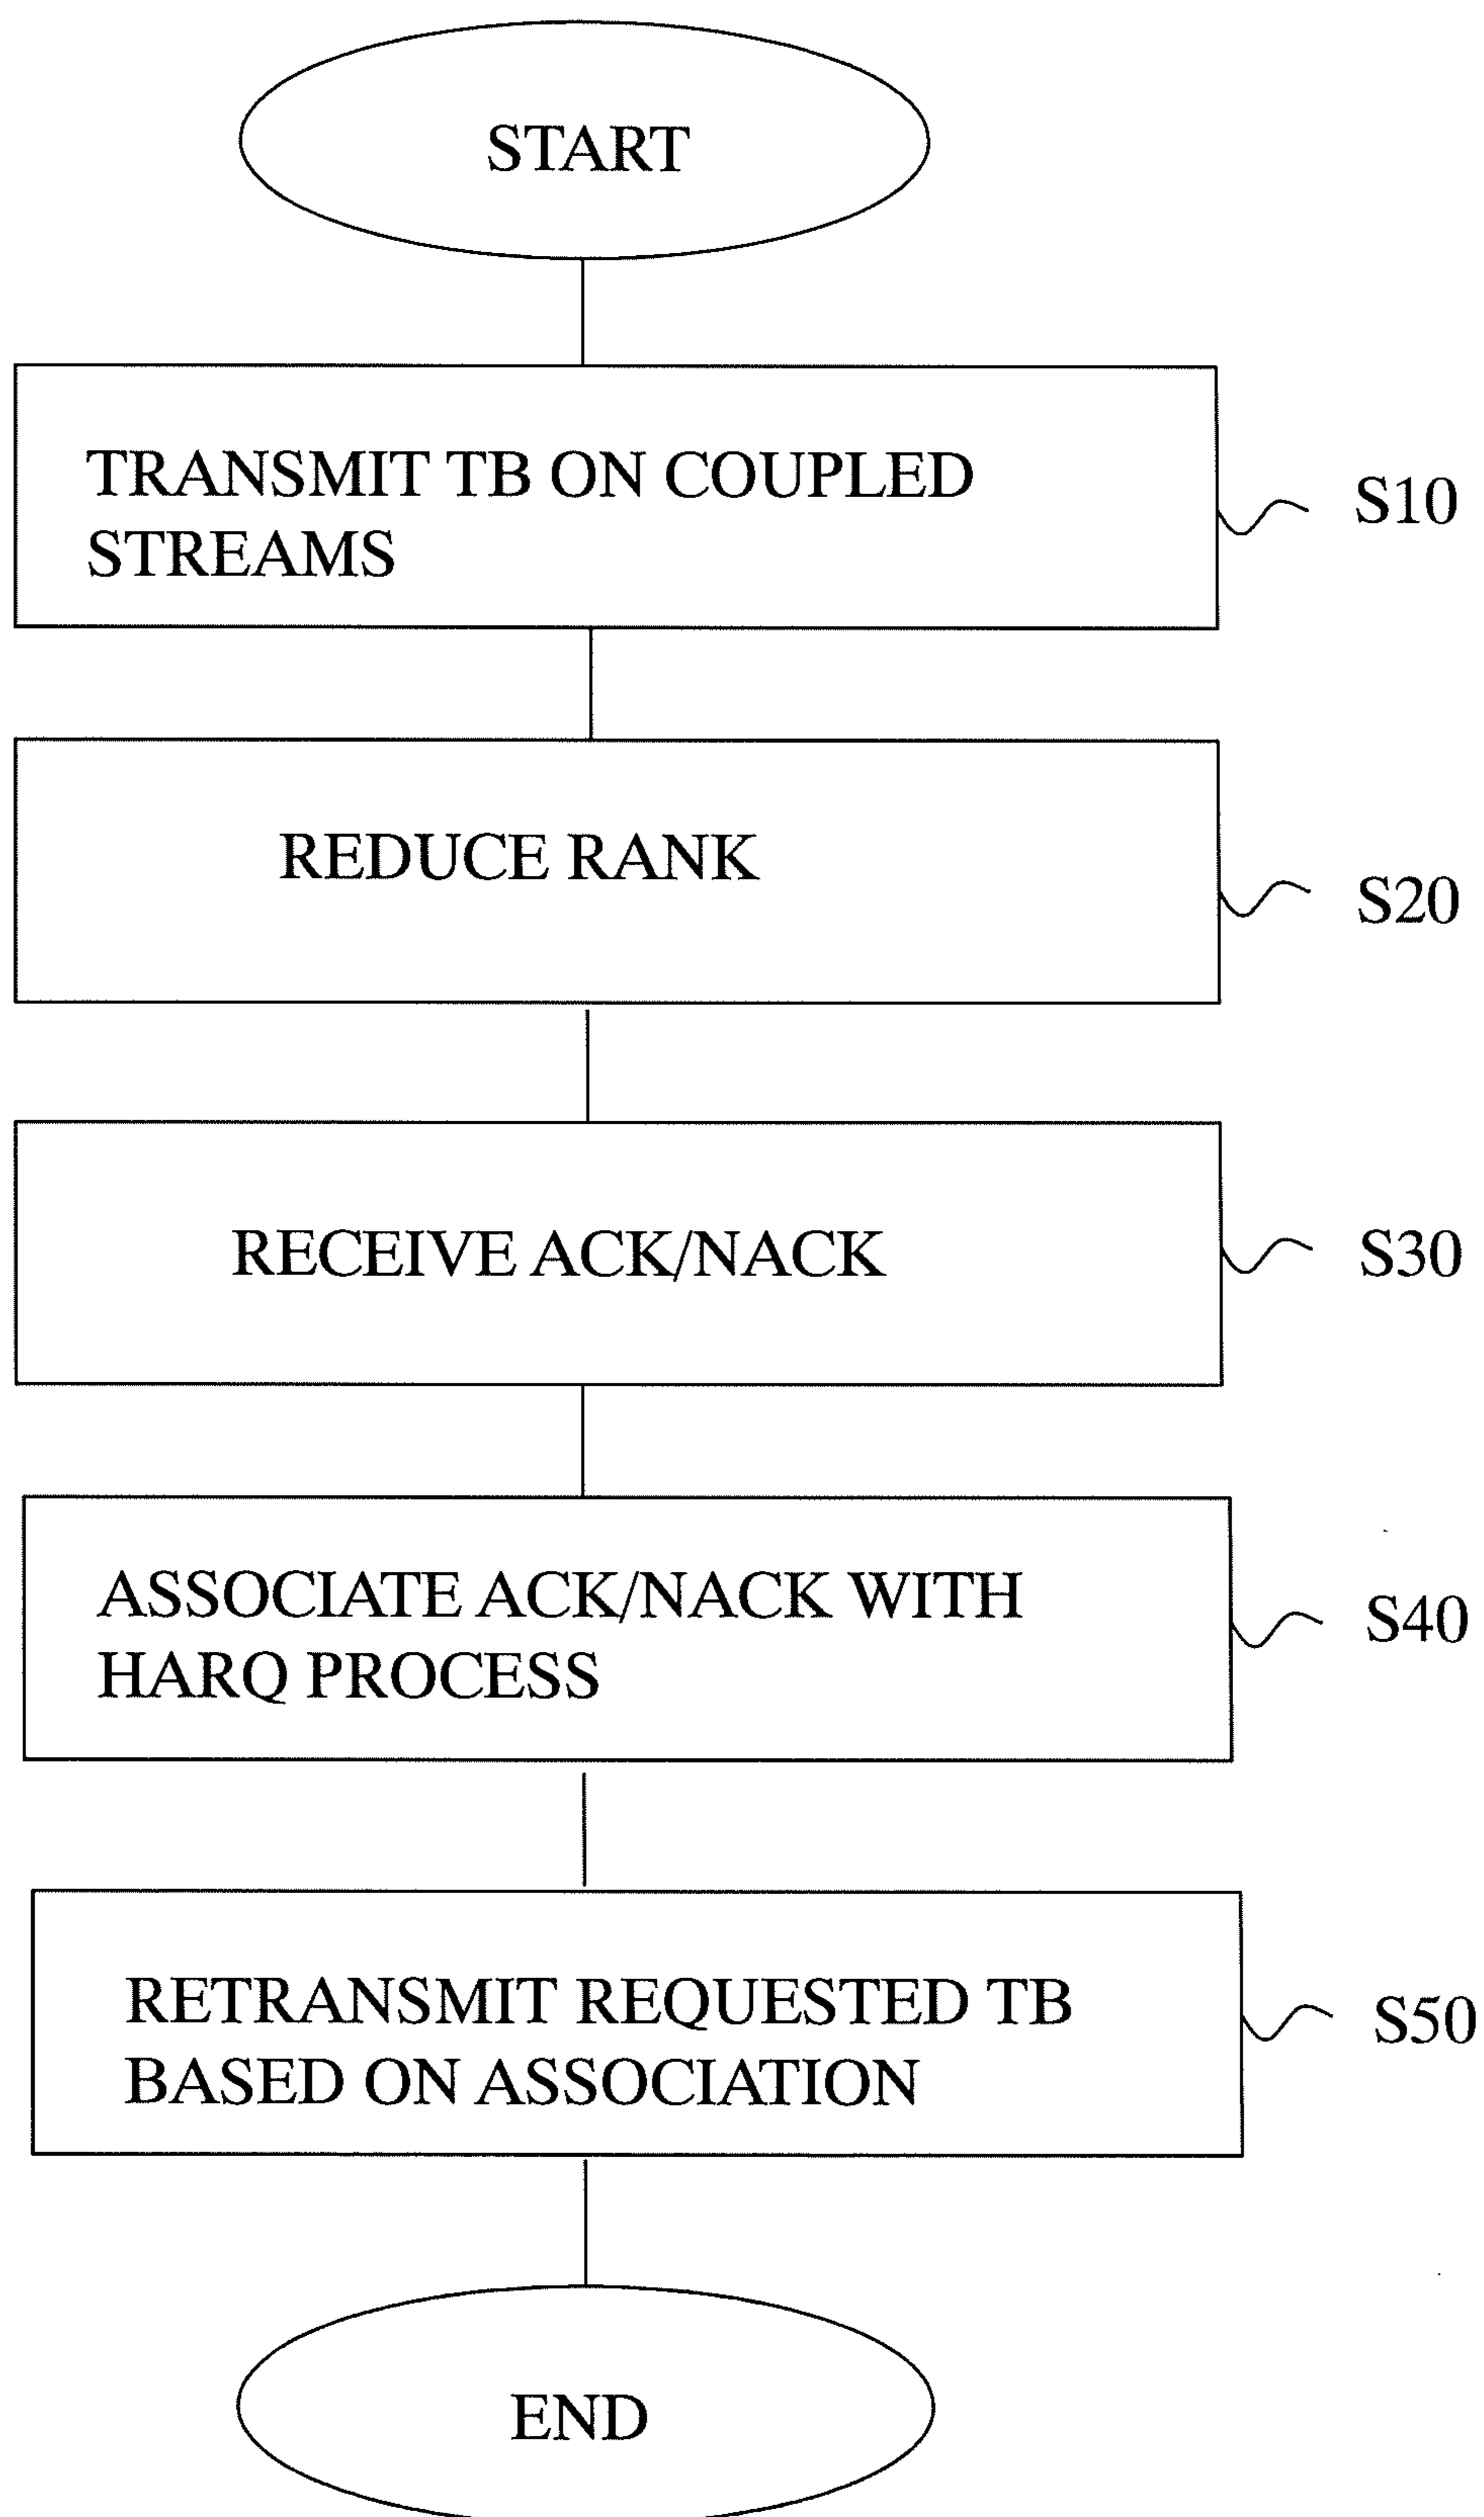 START
TRANSMIT TB ON COUPLED
STREAMS
S10
REDUCE RANK
S20
RECEIVE ACK/NACK
S30
ASSOCIATE ACK/NACK WITH
HARQ PROCESS
S40
RETRANSMIT REQUESTED TB
BASED ON ASSOCIATION
S50
END